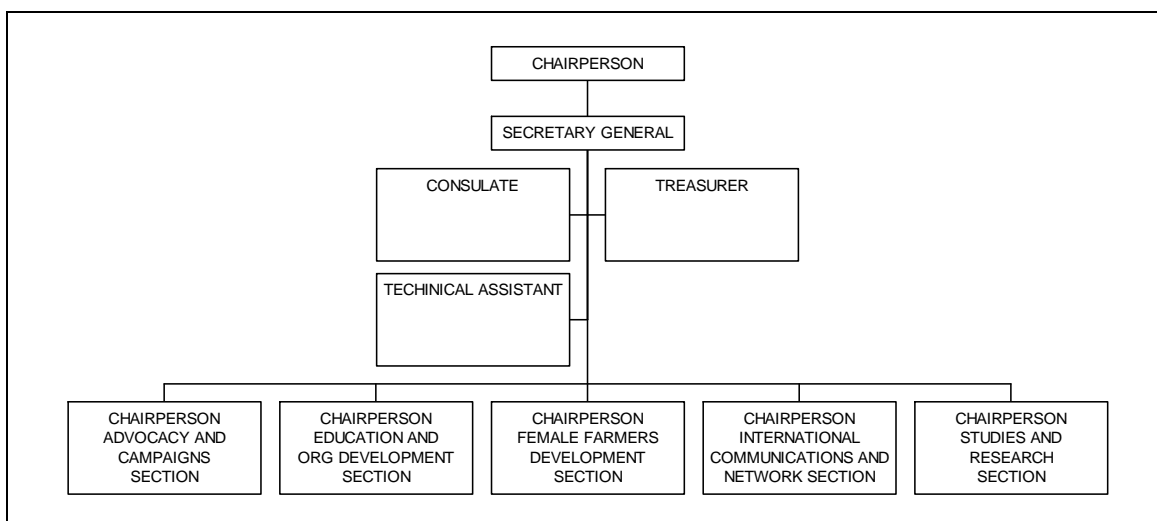 CHAIRPERSON
SECRETARY GENERAL
CONSULATE
TREASURER
TECHINICAL ASSISTANT
CHAIRPERSON
ADVOCACY AND
CAMPAIGNS
SECTION
CHAIRPERSON
EDUCATION AND
ORG DEVELOPMENT
SECTION
CHAIRPERSON
FEMALE FARMERS
DEVELOPMENT
SECTION
CHAIRPERSON
INTERNATIONAL
COMMUNICATIONS AND
NETWORK SECTION
CHAIRPERSON
STUDIES AND
RESEARCH
SECTION